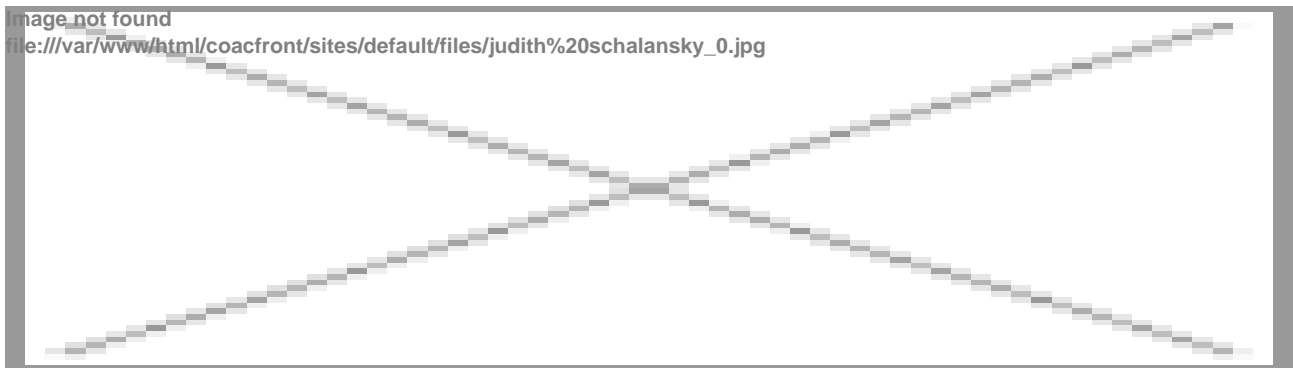 Image not found
file:///var/www/html/coacfront/sites/default/files/judith%20schalansky_0.jpg